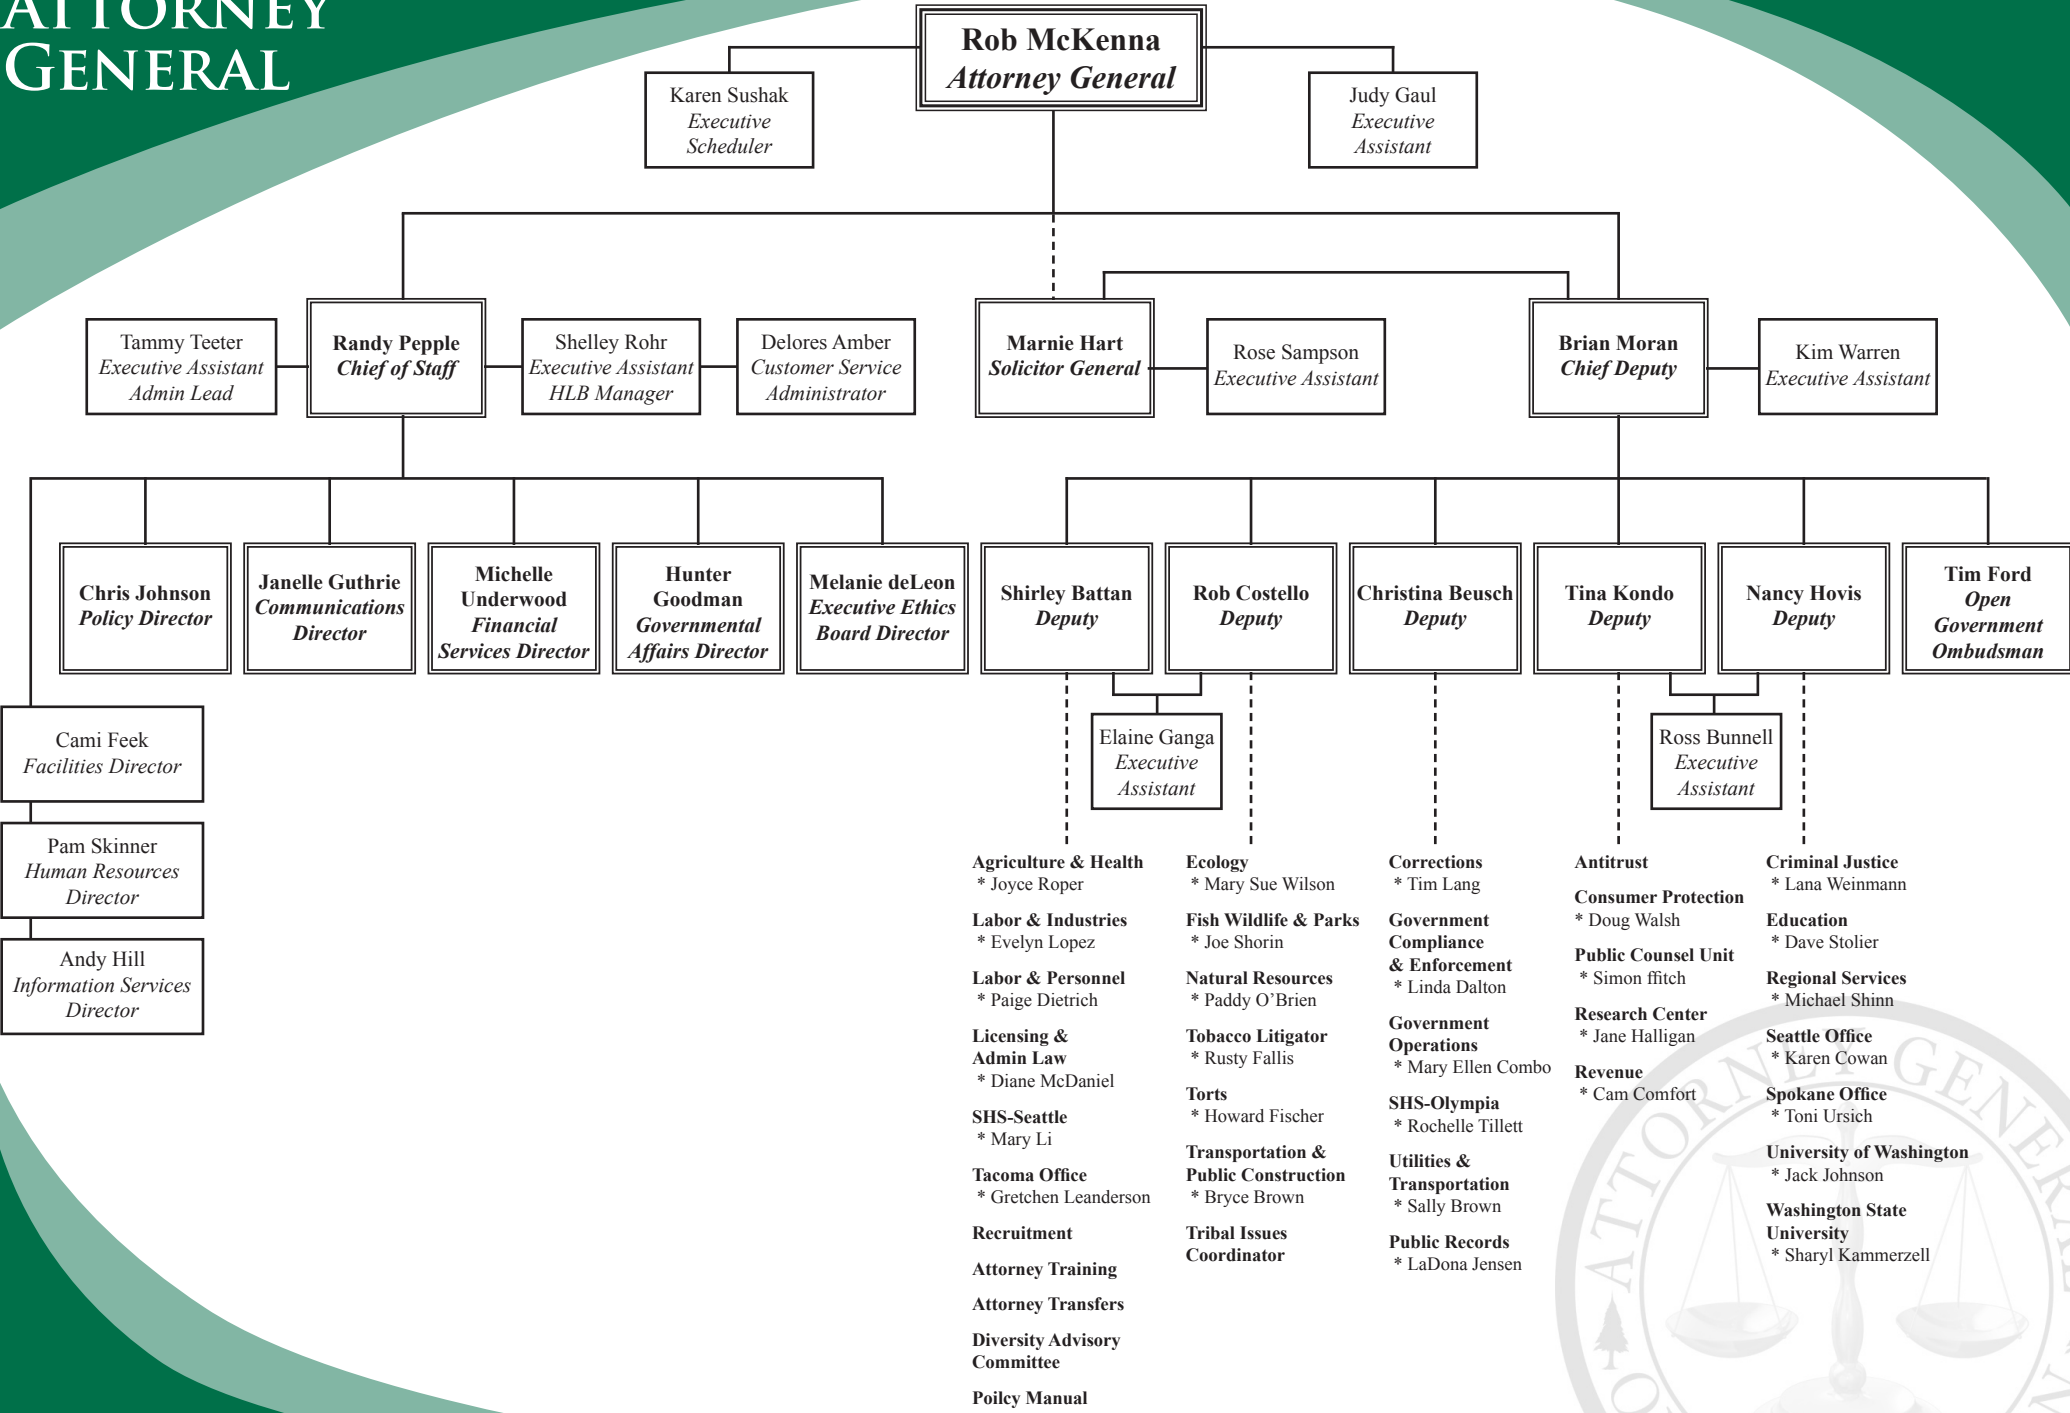 ATTORNEY
GENERAL
Rob McKenna
Attorney General
Karen Sushak
Executive
Scheduler
Judy Gaul
Executive
Assistant
Tammy Teeter
Executive Assistant
Admin Lead
Randy Pepple
Chief of Staff
Shelley Rohr
Executive Assistant
HLB Manager
Delores Amber
Customer Service
Administrator
Marnie Hart
Solicitor General
Rose Sampson
Executive Assistant
Brian Moran
Chief Deputy
Kim Warren
Executive Assistant
Chris Johnson
Policy Director
Janelle Guthrie
Communications
Director
Michelle
Underwood
Financial
Services Director
Hunter
Goodman
Governmental
Affairs Director
Melanie deLeon
Executive Ethics
Board Director
Shirley Battan
Deputy
Rob Costello
Deputy
Christina Beusch
Deputy
Tina Kondo
Deputy
Nancy Hovis
Deputy
Tim Ford
Open
Government
Ombudsman
Cami Feek
Facilities Director
Pam Skinner
Human Resources
Director
Andy Hill
Information Services
Director
Elaine Ganga
Executive
Assistant
Ross Bunnell
Executive
Assistant
Agriculture & Health
* Joyce Roper
Labor & Industries
* Evelyn Lopez
Labor & Personnel
* Paige Dietrich
Licensing &
Admin Law
* Diane McDaniel
SHS-Seattle
* Mary Li
Tacoma Office
* Gretchen Leanderson
Recruitment
Attorney Training
Attorney Transfers
Diversity Advisory
Committee
Poilcy Manual
Ecology
* Mary Sue Wilson
Fish Wildlife & Parks
* Joe Shorin
Natural Resources
* Paddy O’Brien
Tobacco Litigator
* Rusty Fallis
Torts
* Howard Fischer
Transportation &
Public Construction
* Bryce Brown
Tribal Issues
Coordinator
Corrections
* Tim Lang
Government
Compliance
& Enforcement
* Linda Dalton
Government
Operations
* Mary Ellen Combo
SHS-Olympia
* Rochelle Tillett
Utilities &
Transportation
* Sally Brown
Public Records
* LaDona Jensen
Antitrust
Consumer Protection
* Doug Walsh
Public Counsel Unit
* Simon ffitch
Research Center
* Jane Halligan
Revenue
* Cam Comfort
Criminal Justice
* Lana Weinmann
Education
* Dave Stolier
Regional Services
* Michael Shinn
Seattle Office
* Karen Cowan
Spokane Office
* Toni Ursich
University of Washington
* Jack Johnson
Washington State
University
* Sharyl Kammerzell
ATTORNEY GENERAL